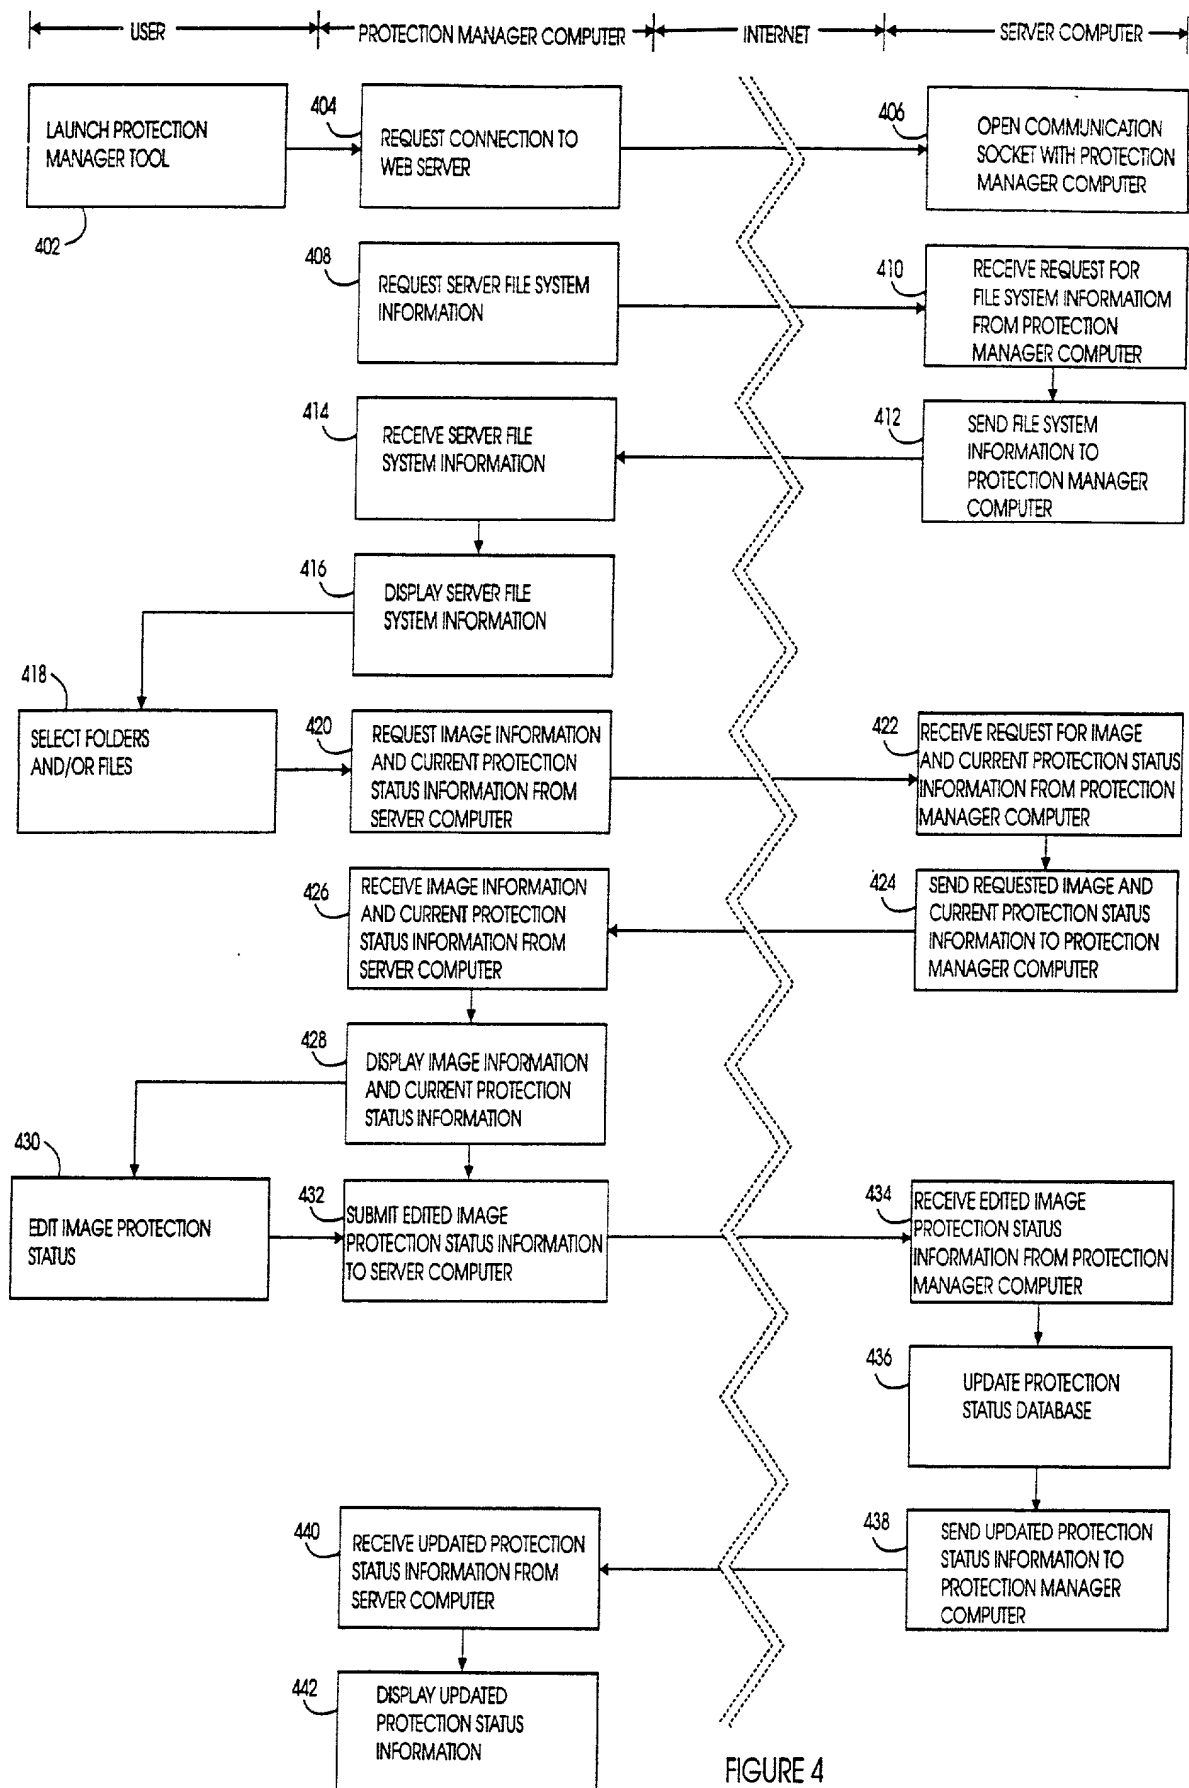 USER
PROTECTION MANAGER COMPUTER
INTERNET
SERVER COMPUTER
402
LAUNCH PROTECTION
MANAGER TOOL
404
REQUEST CONNECTION TO
WEB SERVER
406
OPEN COMMUNICATION
SOCKET WITH PROTECTION
MANAGER COMPUTER
408
REQUEST SERVER FILE SYSTEM
INFORMATION
410
RECEIVE REQUEST FOR
FILE SYSTEM INFORMATIOM
FROM PROTECTION
MANAGER COMPUTER
412
SEND FILE SYSTEM
INFORMATION TO
PROTECTION MANAGER
COMPUTER
414
RECEIVE SERVER FILE
SYSTEM INFORMATION
416
DISPLAY SERVER FILE
SYSTEM INFORMATION
418
SELECT FOLDERS
AND/OR FILES
420
REQUEST IMAGE INFORMATION
AND CURRENT PROTECTION
STATUS INFORMATION FROM
SERVER COMPUTER
422
RECEIVE REQUEST FOR IMAGE
AND CURRENT PROTECTION STATUS
INFORMATION FROM PROTECTION
MANAGER COMPUTER
424
SEND REQUESTED IMAGE AND
CURRENT PROTECTION STATUS
INFORMATION TO PROTECTION
MANAGER COMPUTER
426
RECEIVE IMAGE INFORMATION
AND CURRENT PROTECTION
STATUS INFORMATION FROM
SERVER COMPUTER
428
DISPLAY IMAGE INFORMATION
AND CURRENT PROTECTION
STATUS INFORMATION
430
EDIT IMAGE PROTECTION
STATUS
432
SUBMIT EDITED IMAGE
PROTECTION STATUS INFORMATION
TO SERVER COMPUTER
434
RECEIVE EDITED IMAGE
PROTECTION STATUS
INFORMATION FROM PROTECTION
MANAGER COMPUTER
436
UPDATE PROTECTION
STATUS DATABASE
438
SEND UPDATED PROTECTION
STATUS INFORMATION TO
PROTECTION MANAGER
COMPUTER
440
RECEIVE UPDATED PROTECTION
STATUS INFORMATION FROM
SERVER COMPUTER
442
DISPLAY UPDATED
PROTECTION STATUS
INFORMATION
FIGURE 4